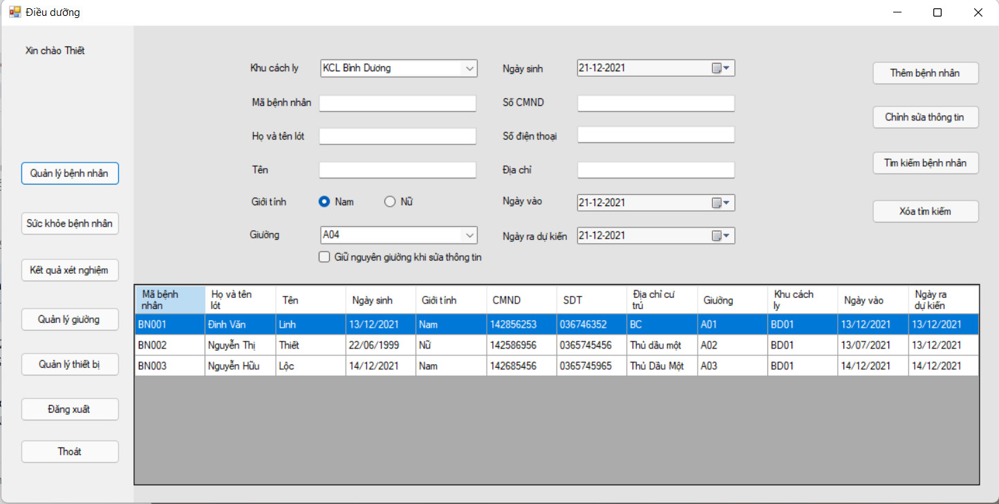 Điều dưỡng
Xin chào Thiết
Quản lý bệnh nhân
Sức khỏe bệnh nhân
Kết quả xét nghiệm
Quản lý giường
Quản lý thiết bị
Đăng xuất
Thoát
Khu cách ly KCL Bình Dương Ngày sinh 21-12-2021
Mã bệnh nhân Số CMND
Họ và tên lót Số điện thoại
Tên Địa chỉ
Giới tính Nam Nữ Ngày vào 21-12-2021
Giường A04 Ngày ra dự kiến 21-12-2021
Giữ nguyên giường khi sửa thông tin
Thêm bệnh nhân
Chỉnh sửa thông tin
Tìm kiếm bệnh nhân
Xóa tìm kiếm
Mã bệnh nhân Họ và tên lót Tên Ngày sinh Giới tính CMND SDT Địa chỉ cư trú Giường Khu cách ly Ngày vào Ngày ra dự kiến
BN001 Đinh Văn Linh 13/12/2021 Nam 142856253 036746352 BC A01 BD01 13/12/2021 13/12/2021
BN002 Nguyễn Thị Thiết 22/06/1999 Nữ 142586956 0365745456 Thủ dầu một A02 BD01 13/07/2021 13/12/2021
BN003 Nguyễn Hữu Lộc 14/12/2021 Nam 142685456 0365745965 Thủ Dầu Một A03 BD01 14/12/2021 14/12/2021